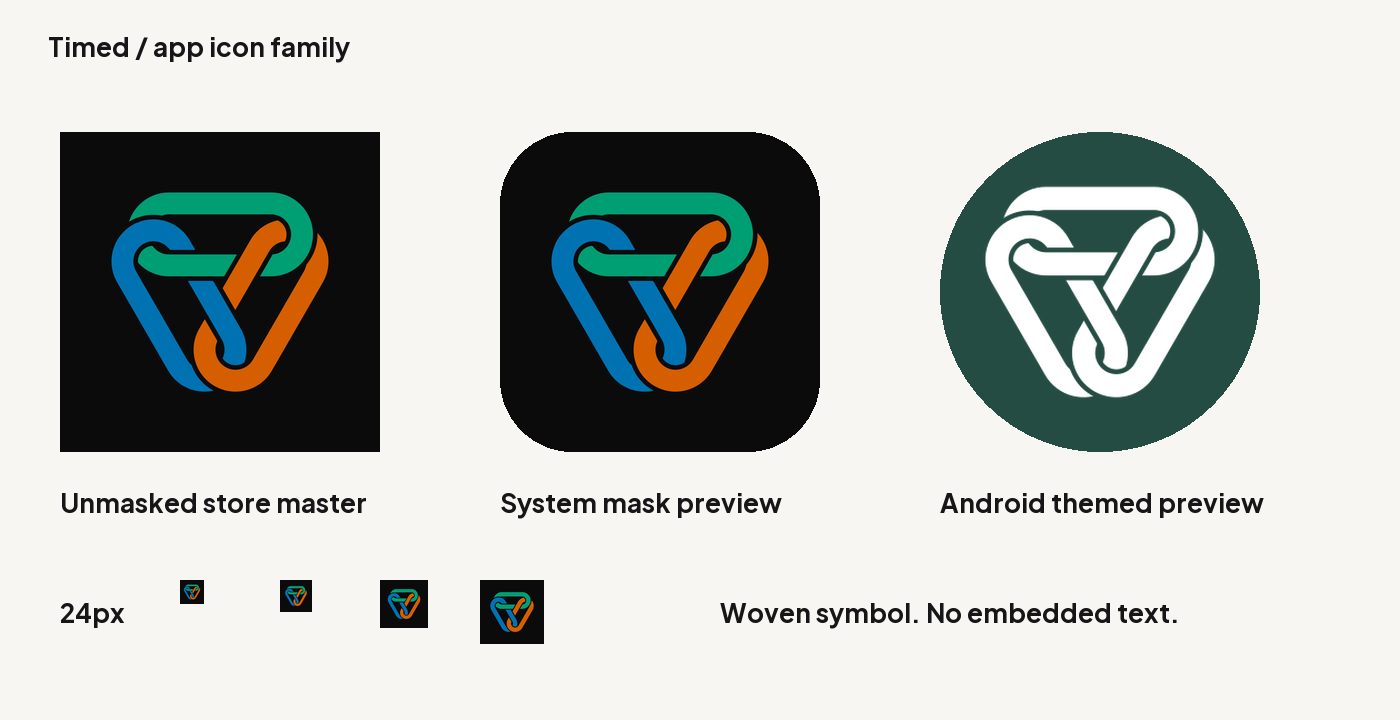 Timed / app icon family
Unmasked store master
System mask preview
Android themed preview
24px
Woven symbol. No embedded text.